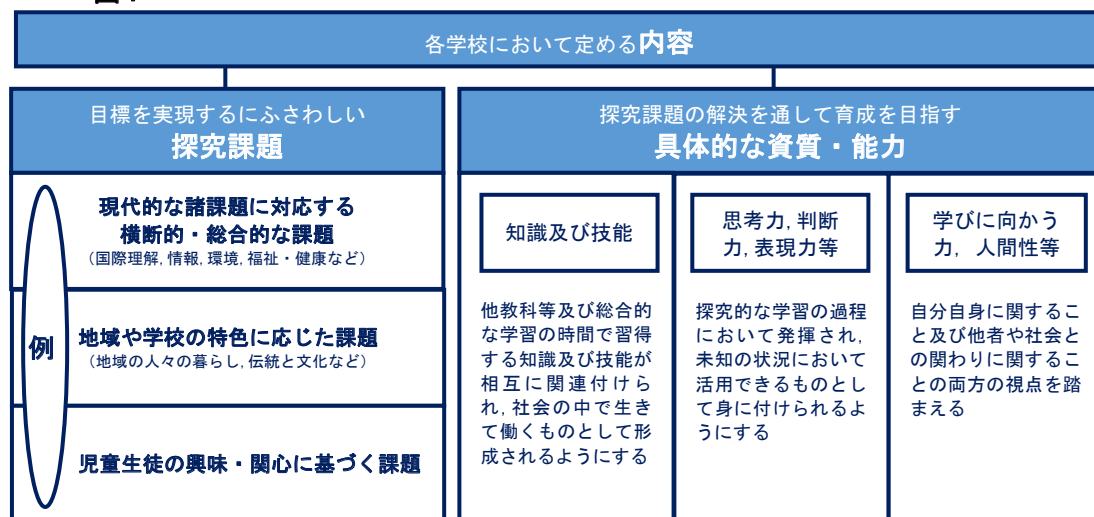 各学校において定める内容
目標を実現するにふさわしい
探究課題
探究課題の解決を通して育成を目指す
具体的な資質・能力
例
現代的な諸課題に対応する
横断的・総合的な課題
（国際理解, 情報, 環境, 福祉・健康など）
地域や学校の特色に応じた課題
（地域の人々の暮らし, 伝統と文化など）
児童生徒の興味・関心に基づく課題
知識及び技能
他教科等及び総合的
な学習の時間で習得
する知識及び技能が
相互に関連付けら
れ, 社会の中で生き
て働くものとして形
成されるようにする
思考力, 判断
力, 表現力等
探究的な学習の過程
において発揮され,
未知の状況において
活用できるものとし
て身に付けられるよ
うにする
学びに向かう
力, 人間性等
自分自身に関するこ
と及び他者や社会と
の関わりに関するこ
との両方の視点を踏
まえる